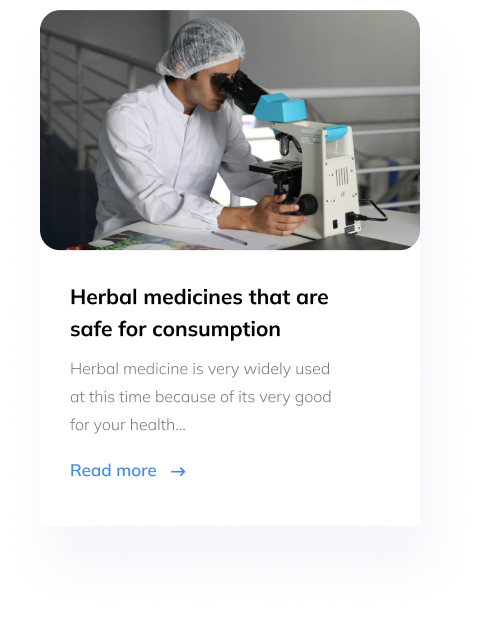 Herbal medicines that are
safe for consumption
Herbal medicine is very widely used
at this time because of its very good
for your health...
Read more →